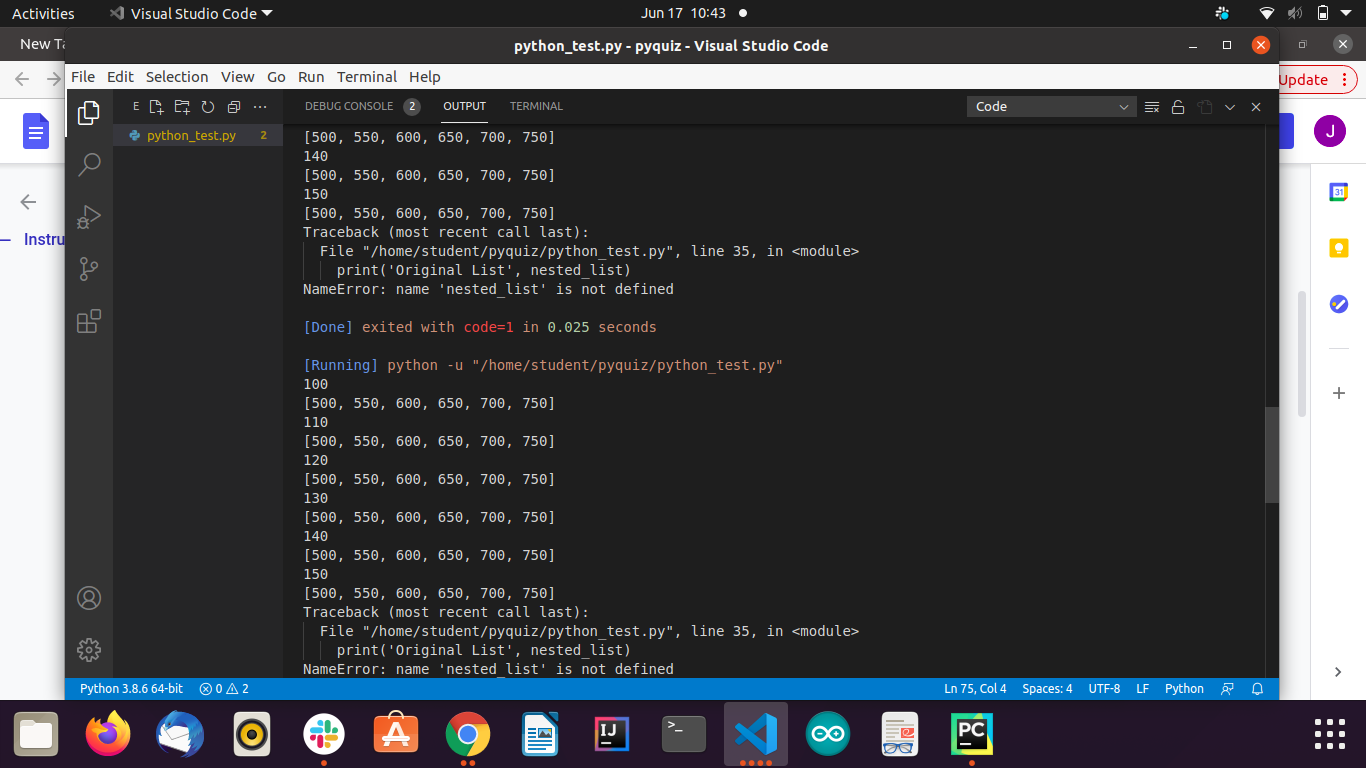 Activities
Visual Studio Code
Jun 17 10:43
New Ta
python_test.py - pyquiz - Visual Studio Code
File Edit Selection View Go Run Terminal Help
Update
E
DEBUG CONSOLE 2 OUTPUT TERMINAL
Code
python_test.py 2
J
31
Instru
[500, 550, 600, 650, 700, 750]
140
[500, 550, 600, 650, 700, 750]
150
[500, 550, 600, 650, 700, 750]
Traceback (most recent call last):
File "/home/student/pyquiz/python_test.py", line 35, in <module>
print('Original List', nested_list)
NameError: name 'nested_list' is not defined
[Done] exited with code=1 in 0.025 seconds
[Running] python -u "/home/student/pyquiz/python_test.py"
100
[500, 550, 600, 650, 700, 750]
110
[500, 550, 600, 650, 700, 750]
120
[500, 550, 600, 650, 700, 750]
130
[500, 550, 600, 650, 700, 750]
140
[500, 550, 600, 650, 700, 750]
150
[500, 550, 600, 650, 700, 750]
Traceback (most recent call last):
File "/home/student/pyquiz/python_test.py", line 35, in <module>
print('Original List', nested_list)
NameError: name 'nested_list' is not defined
Python 3.8.6 64-bit 0 2
Ln 75, Col 4 Spaces: 4 UTF-8 LF Python
IJ
>_
PC